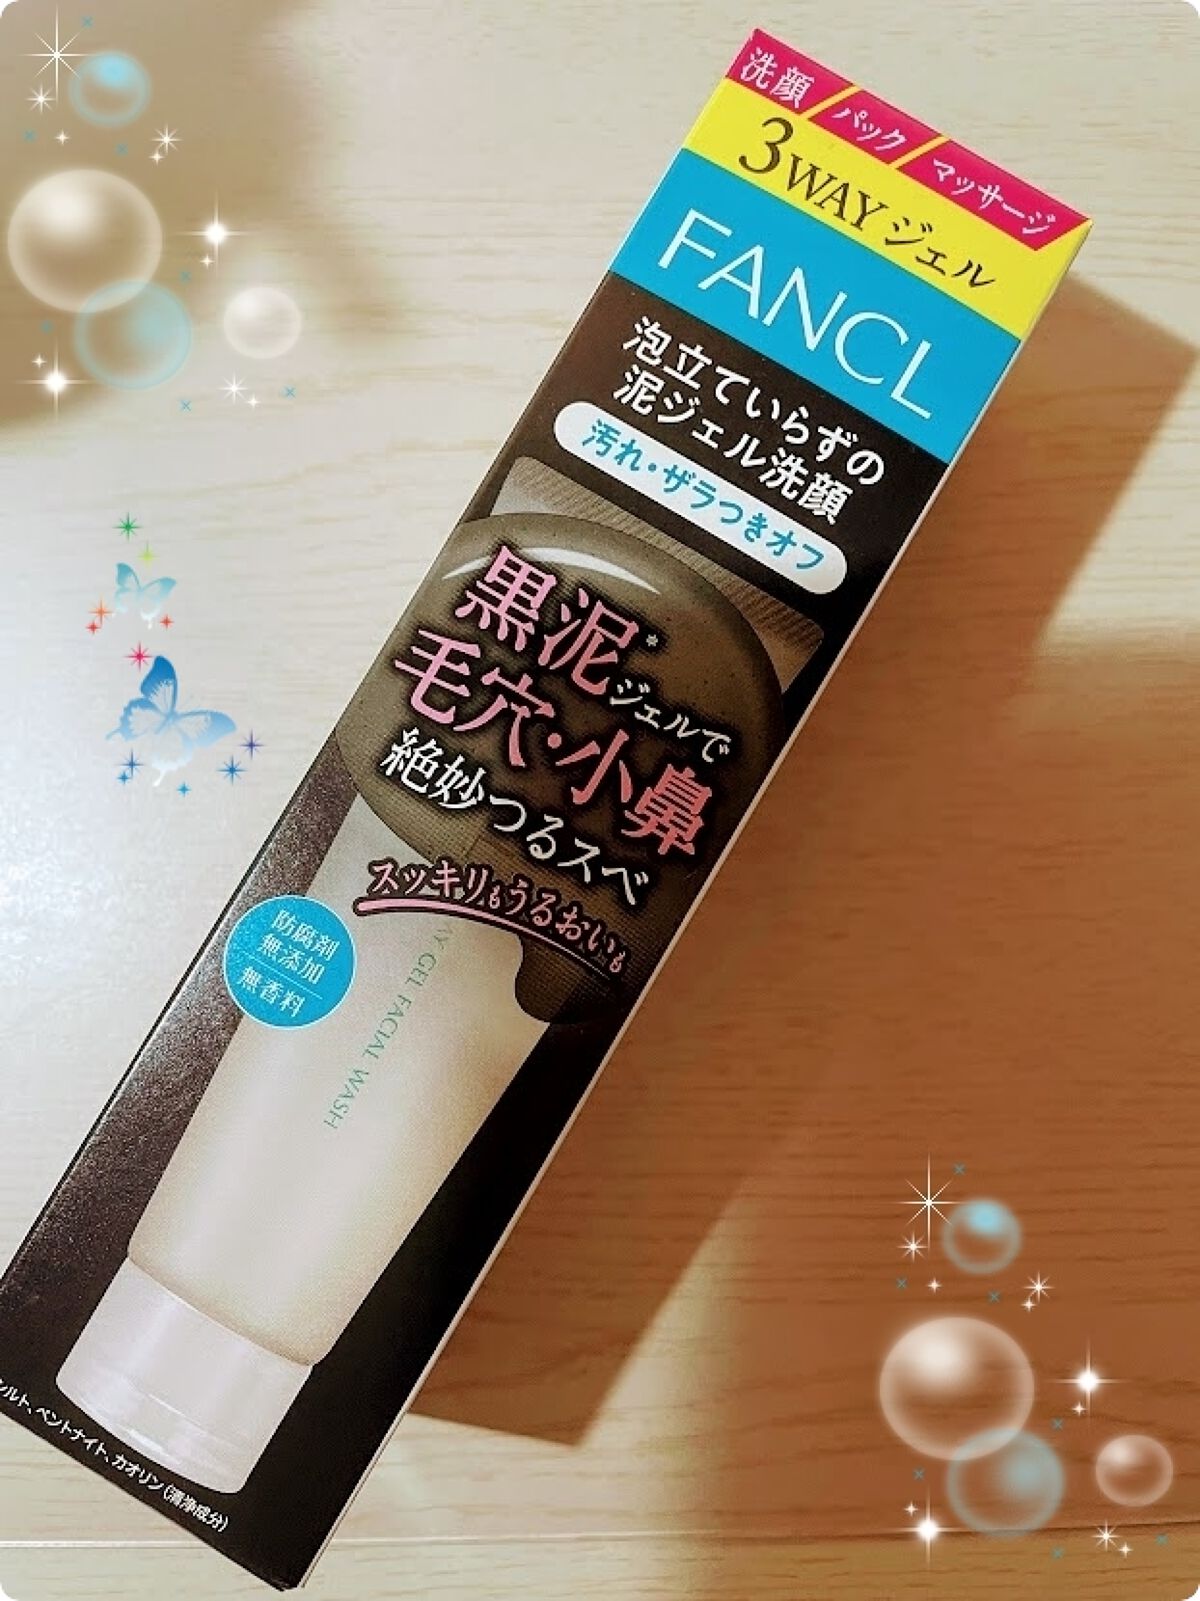 洗顔 パック マッサージ
3WAYジェル
FANCL
泡立ていらずの
泥ジェル洗顔
汚れ・ザラつきオフ
黒泥*ジェルで
毛穴・小鼻
絶妙つるスベ
スッキリもうるおいも
防腐剤
無添加
無香料
GEL FACIAL WASH
ベントナイト、カオリン(清浄成分)